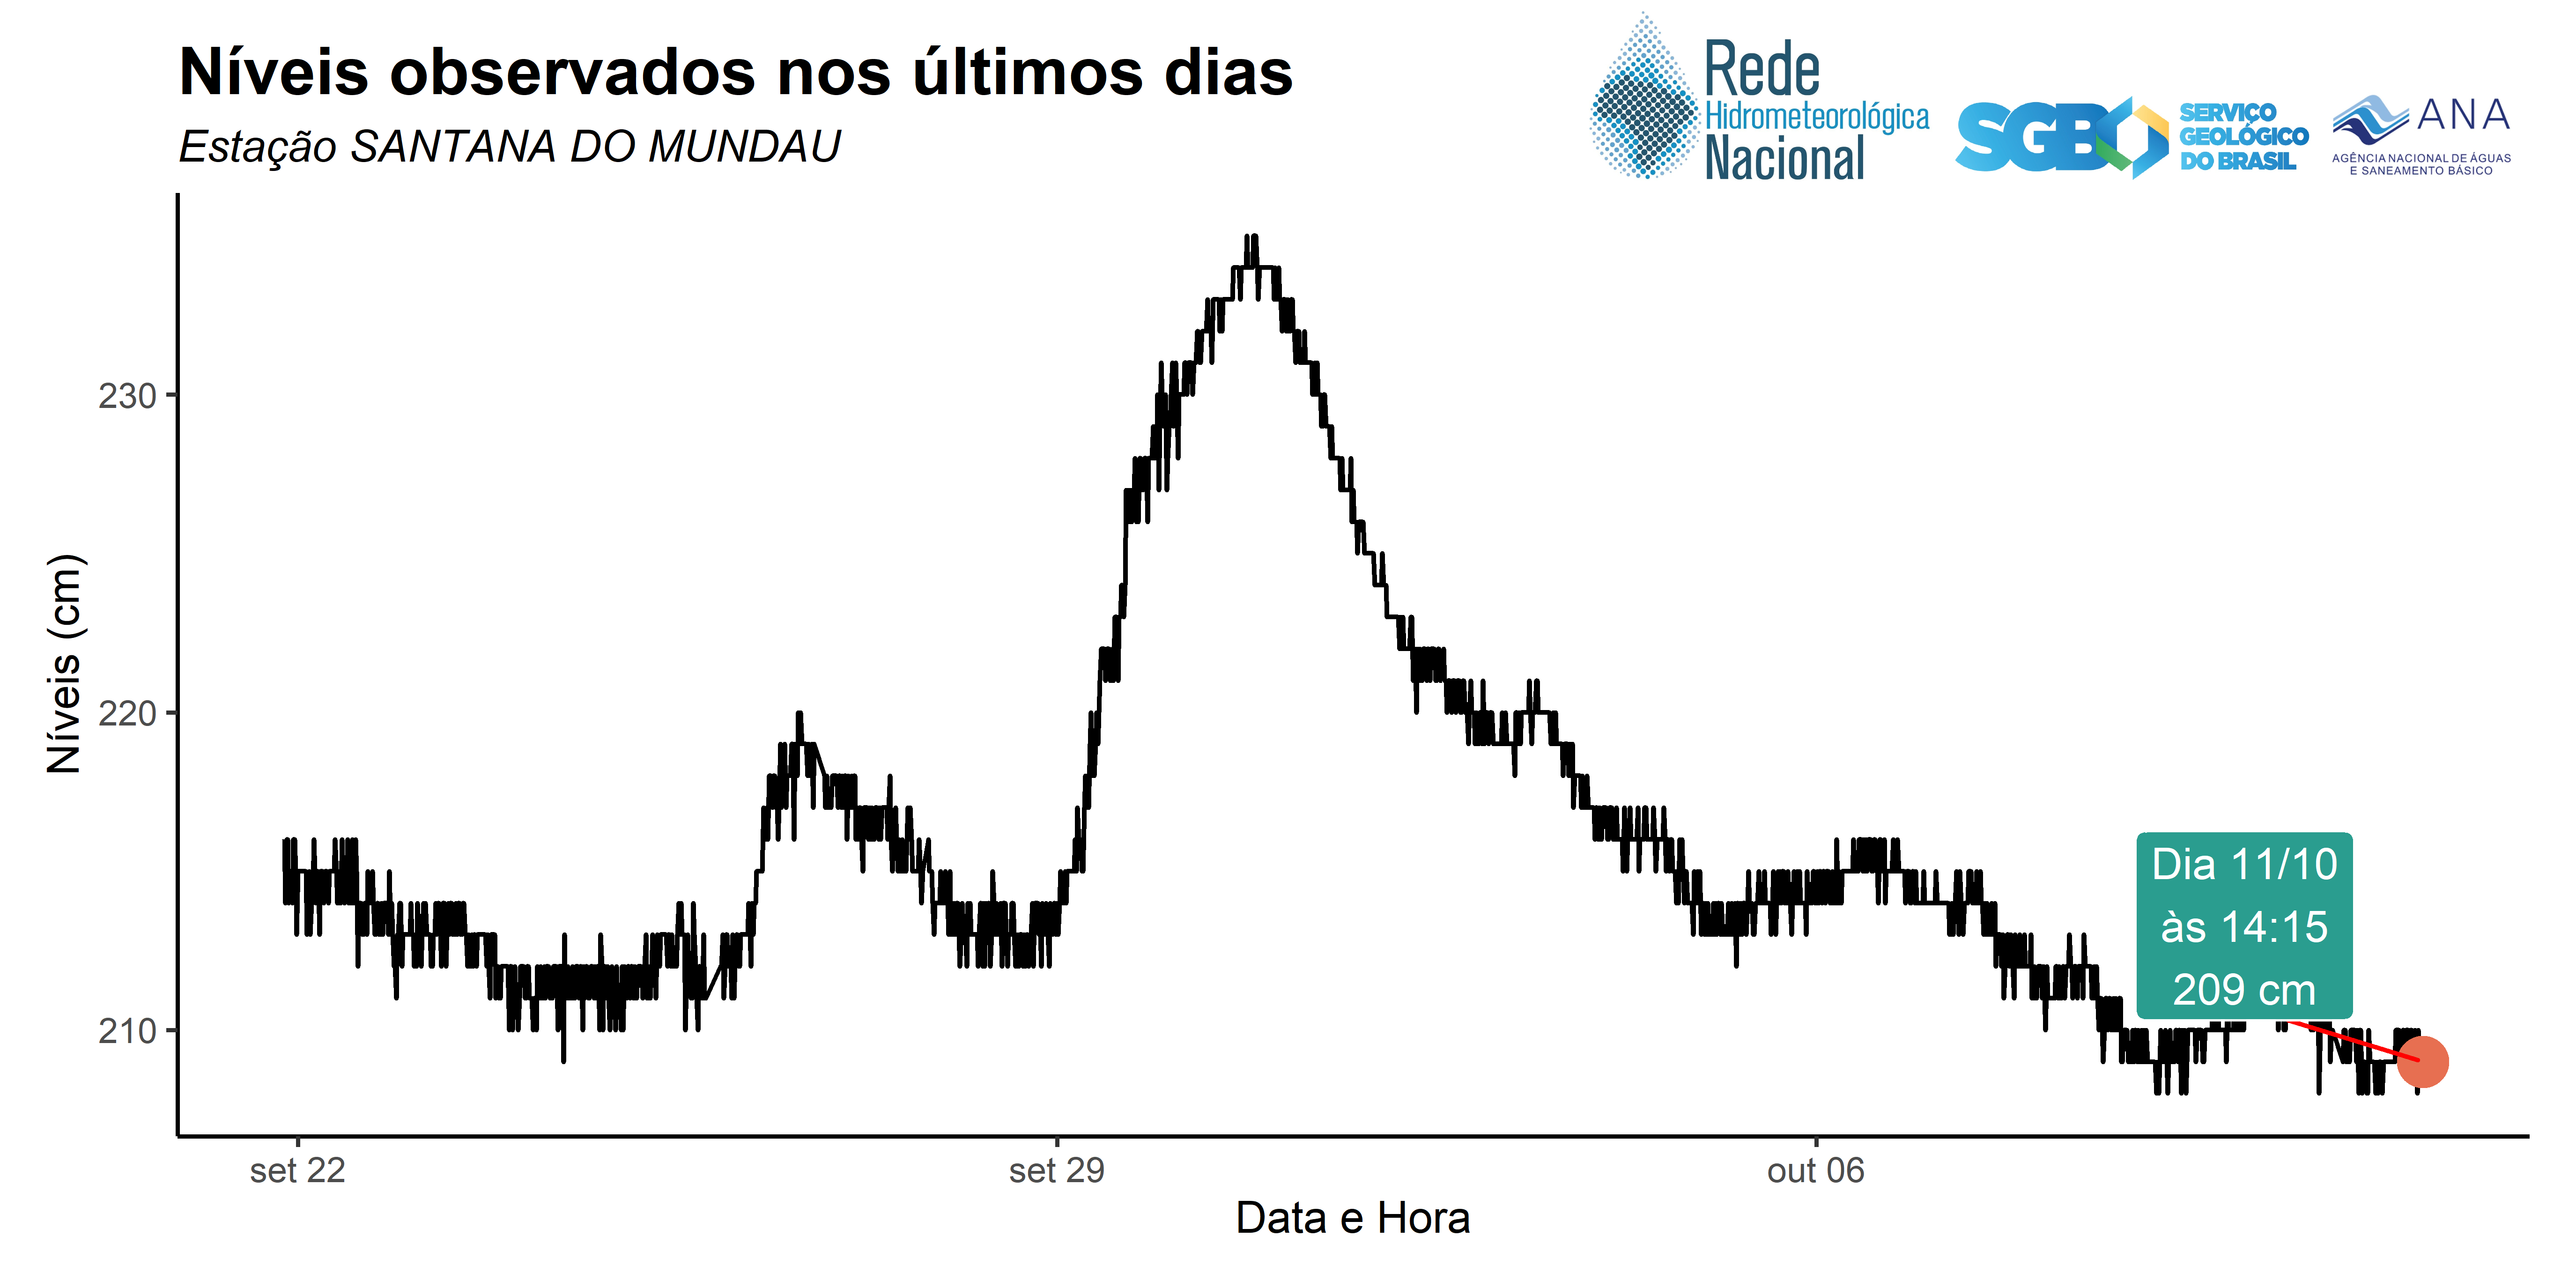 Níveis observados nos últimos dias
Estação SANTANA DO MUNDAU
Rede
Hidrometeorológica
Nacional
SGB
SERVIÇO
GEOLÓGICO
DO BRASIL
ANA
AGÊNCIA NACIONAL DE ÁGUAS
E SANEAMENTO BÁSICO
Níveis (cm)
230
220
210
Dia 11/10
às 14:15
209 cm
set 22
set 29
out 06
Data e Hora